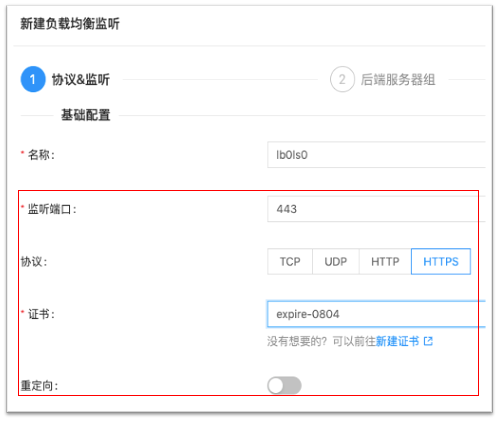 新建负载均衡监听
1 协议&监听 2 后端服务器组
基础配置
* 名称: lb0ls0
* 监听端口: 443
协议: TCP UDP HTTP HTTPS
* 证书: expire-0804
没有想要的? 可以前往新建证书
重定向: